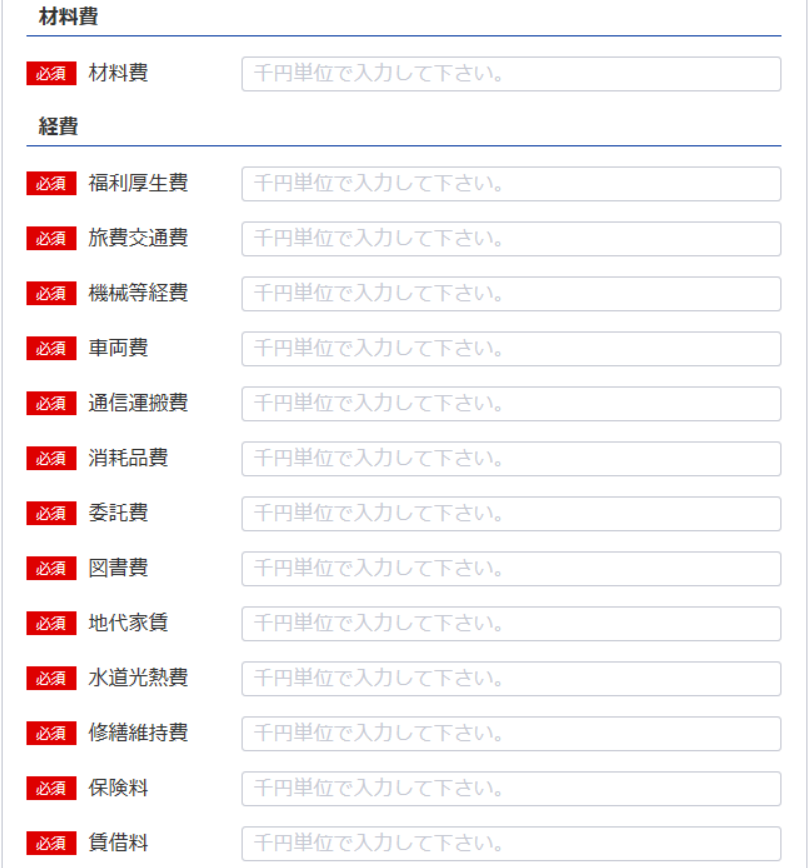 材料費
必須 材料費 千円単位で入力して下さい。
経費
必須 福利厚生費 千円単位で入力して下さい。
必須 旅費交通費 千円単位で入力して下さい。
必須 機械等経費 千円単位で入力して下さい。
必須 車両費 千円単位で入力して下さい。
必須 通信運搬費 千円単位で入力して下さい。
必須 消耗品費 千円単位で入力して下さい。
必須 委託費 千円単位で入力して下さい。
必須 図書費 千円単位で入力して下さい。
必須 地代家賃 千円単位で入力して下さい。
必須 水道光熱費 千円単位で入力して下さい。
必須 修繕維持費 千円単位で入力して下さい。
必須 保険料 千円単位で入力して下さい。
必須 賃借料 千円単位で入力して下さい。